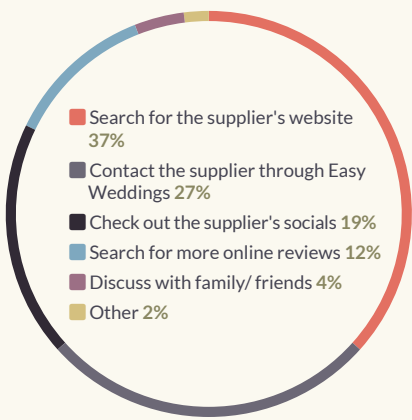 Search for the supplier's website
37%
Contact the supplier through Easy
Weddings 27%
Check out the supplier's socials 19%
Search for more online reviews 12%
Discuss with family/ friends 4%
Other 2%